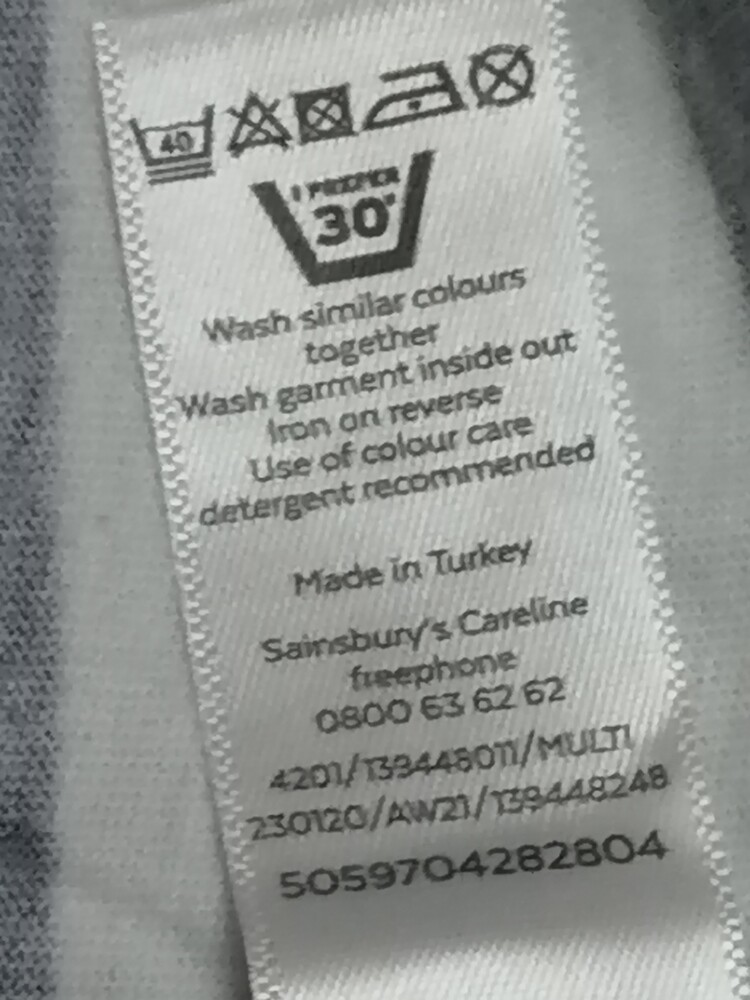 40
I PREFER
30°
Wash similar colours
together
Wash garment inside out
Iron on reverse
Use of colour care
detergent recommended
Made in Turkey
Sainsbury's Careline
freephone
0800 63 62 62
4201/139448011/MULTI
230120/AW21/139448248
5059704282804